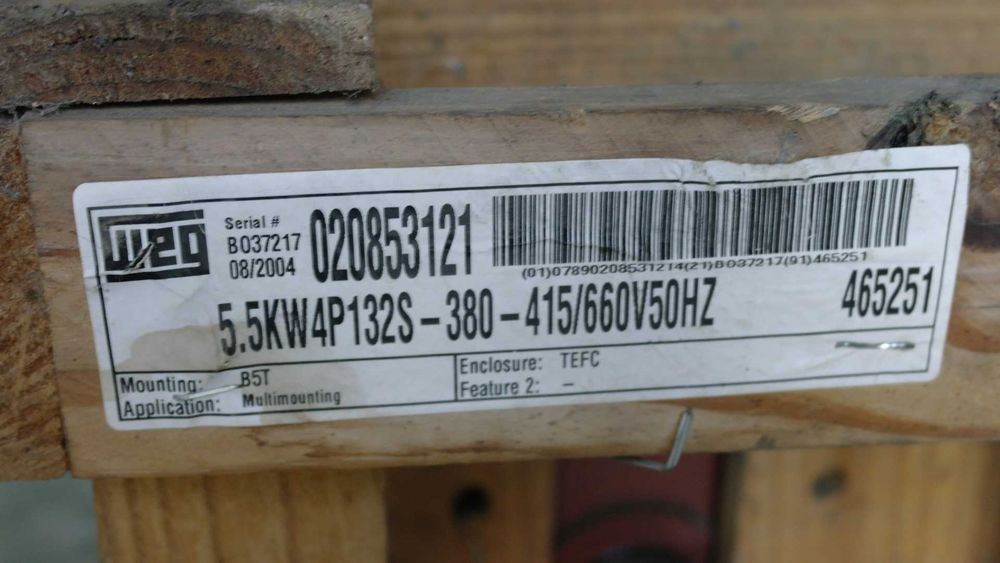 weg
Serial #
B037217
08/2004
020853121
(01)07890208531214(21)B037217(91)465251
5.5KW4P132S-380-415/660V50HZ
465251
Mounting: B5T
Application: Multimounting
Enclosure: TEFC
Feature 2: -